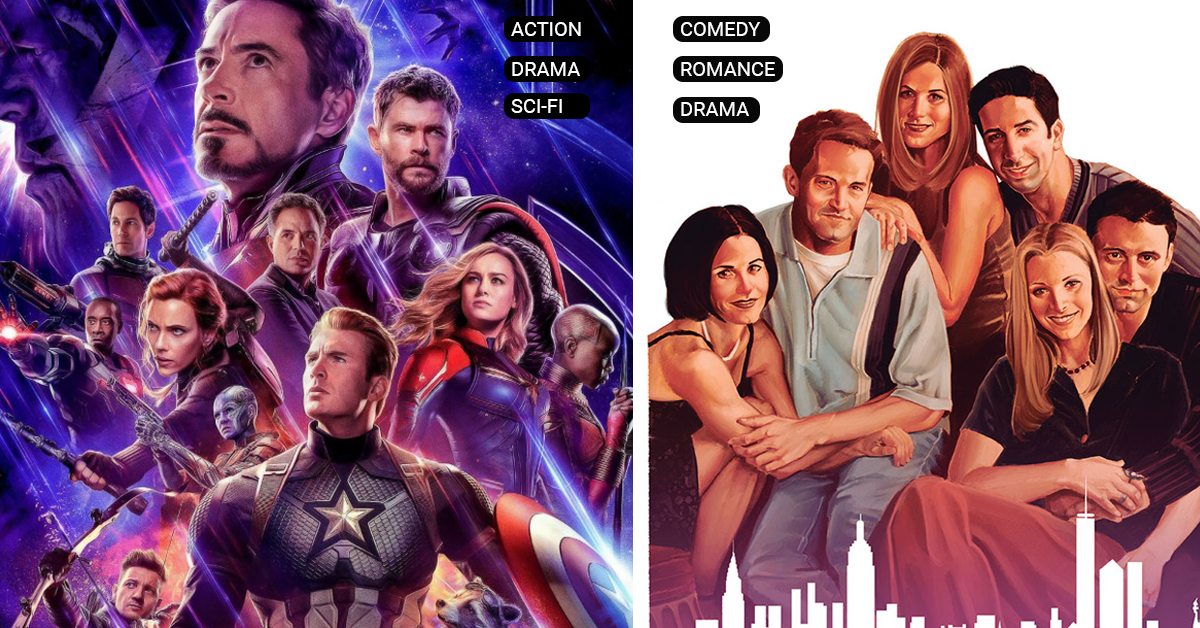 ACTION
DRAMA
SCI-FI
COMEDY
ROMANCE
DRAMA